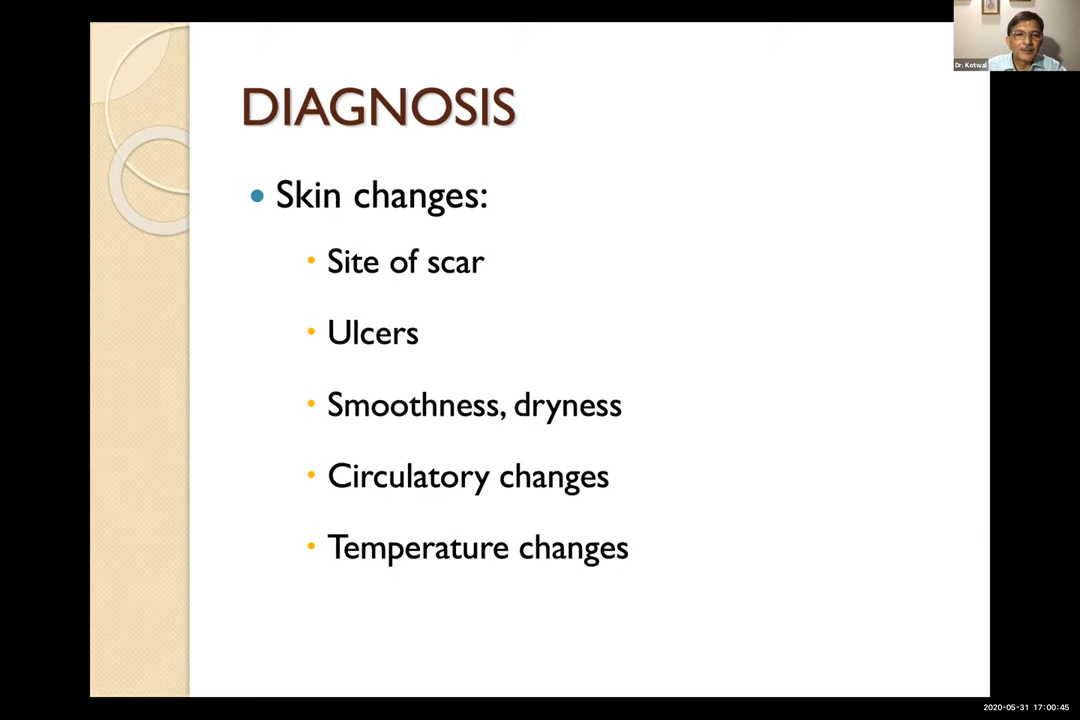 Dr. Kotwal
DIAGNOSIS
• Skin changes:
• Site of scar
• Ulcers
• Smoothness, dryness
• Circulatory changes
• Temperature changes
2020-05-31 17:00:45